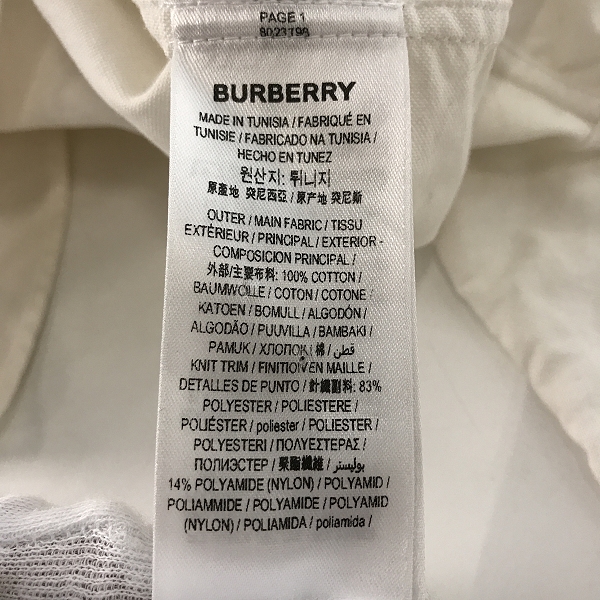 PAGE 1
8023798
BURBERRY
MADE IN TUNISIA / FABRIQUÉ EN
TUNISIE / FABRICADO NA TUNISIA /
HECHO EN TUNEZ
원산지: 튀니지
原產地 突尼西亞 / 原产地 突尼斯
OUTER / MAIN FABRIC / TISSU
EXTÉRIEUR / PRINCIPAL / EXTERIOR -
COMPOSICIÓN PRINCIPAL /
外部/主要布料: 100% COTTON /
BAUMWOLLE / COTON / COTONE /
KATOEN / BOMULL / ALGODÓN /
ALGODÃO / PUUVILLA / BAMBAKI /
PAMUK / ХЛОПОК / 棉 / قطن /
KNIT TRIM / FINITION EN MAILLE /
DETALLES DE PUNTO / 針織副料: 83%
POLYESTER / POLIESTERE /
POLIÉSTER / poliester / POLIESTER /
POLYESTERI / ΠΟΛΥΕΣΤΕΡΑΣ /
ПОЛИЭСТЕР / 聚酯纖維 / بوليستر /
14% POLYAMIDE (NYLON) / POLYAMID /
POLIAMMIDE / POLYAMIDE / POLYAMID
(NYLON) / POLIAMIDA / poliamida /